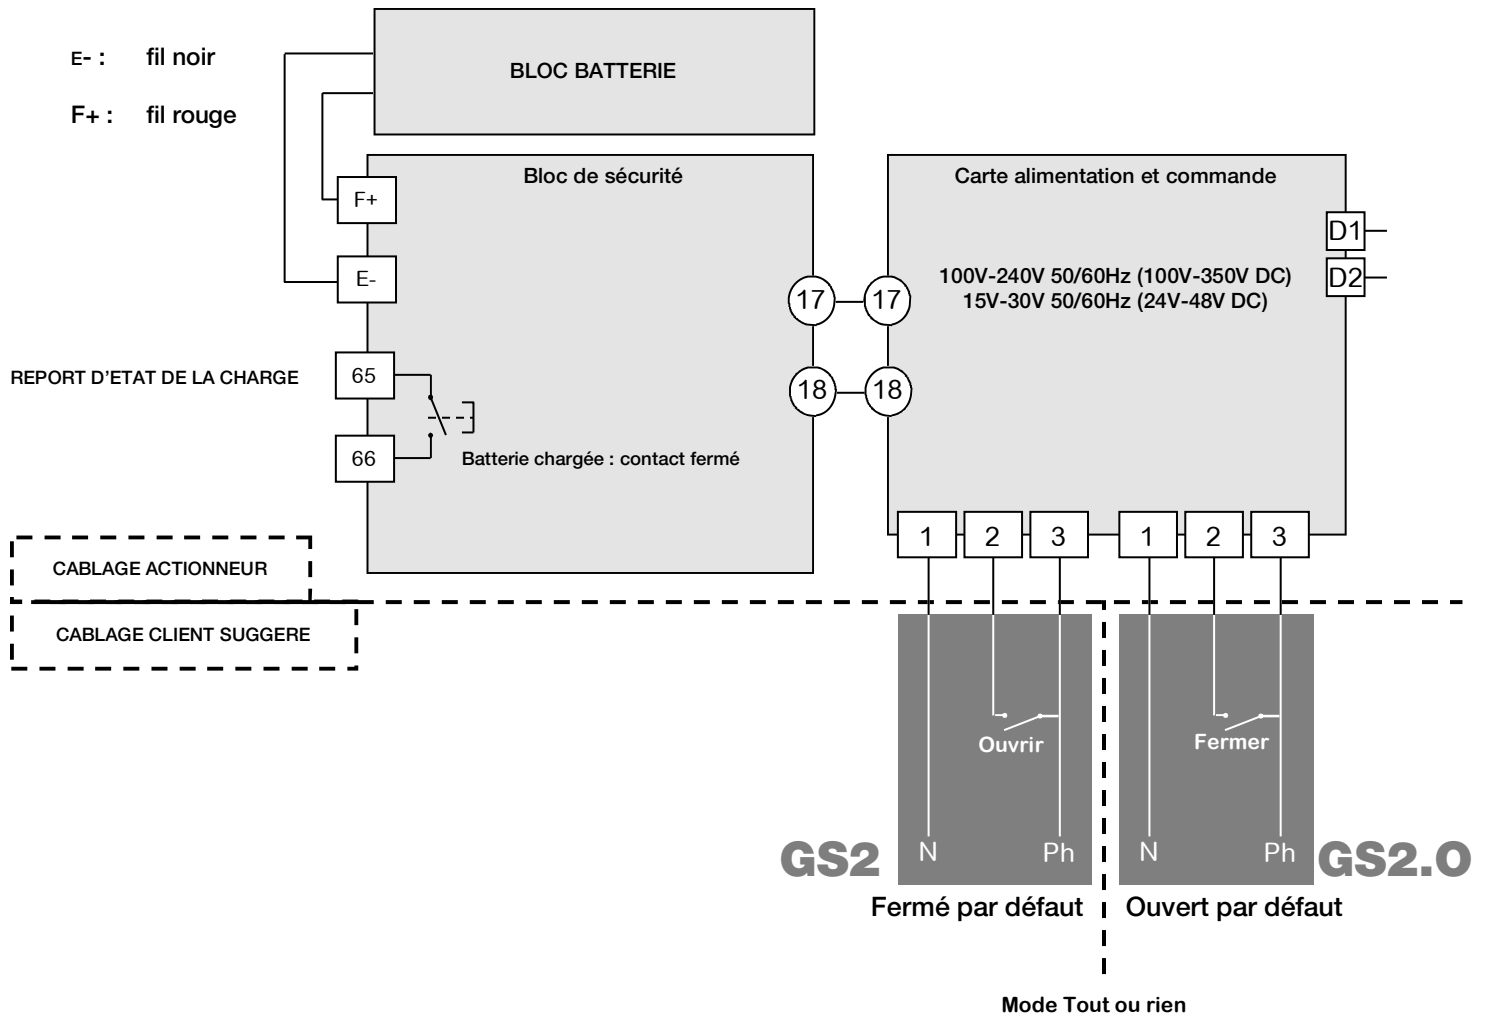 E- : fil noir
F+ : fil rouge
BLOC BATTERIE
Bloc de sécurité
F+
E-
REPORT D'ETAT DE LA CHARGE
65
66
Batterie chargée : contact fermé
17
18
17
18
Carte alimentation et commande
100V-240V 50/60Hz (100V-350V DC)
15V-30V 50/60Hz (24V-48V DC)
D1
D2
1 2 3
1 2 3
CABLAGE ACTIONNEUR
CABLAGE CLIENT SUGGERE
Ouvrir
N Ph
GS2
Fermé par défaut
Fermer
N Ph
GS2.0
Ouvert par défaut
Mode Tout ou rien